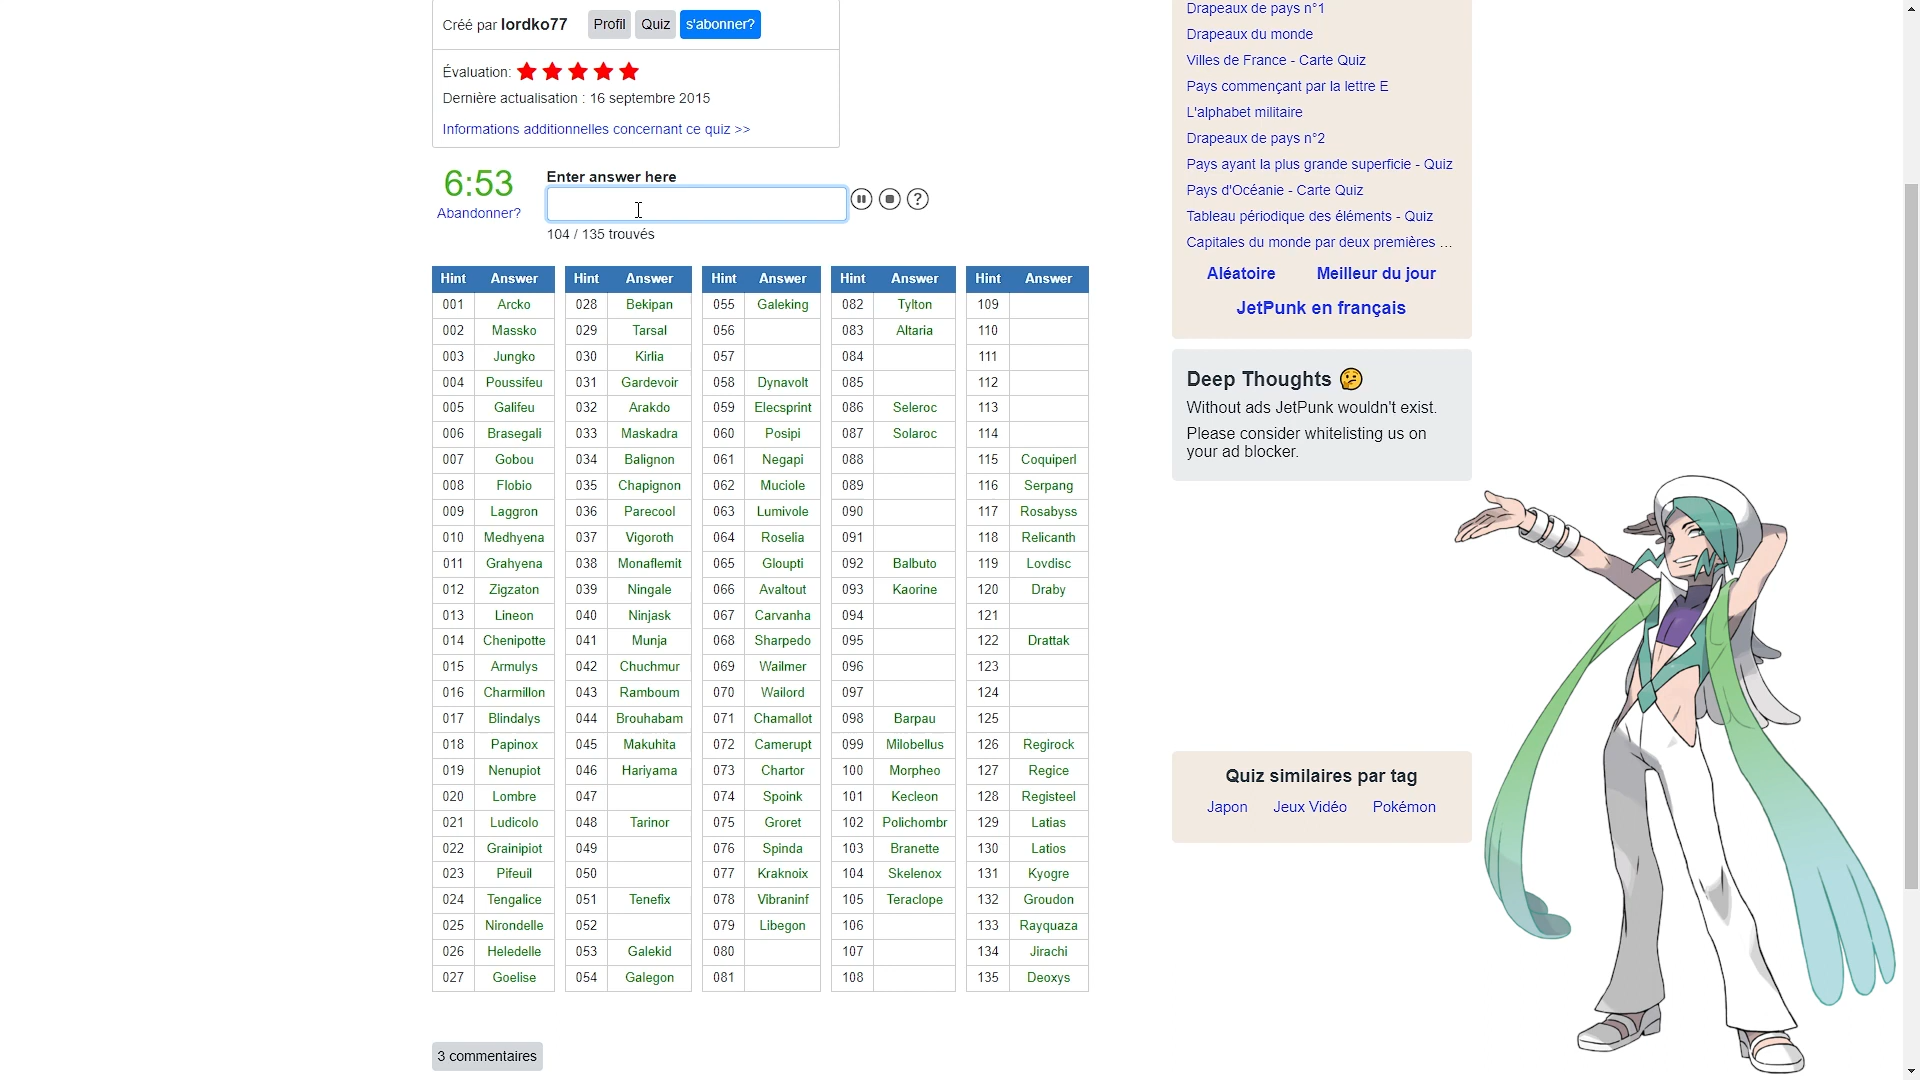 Créé par lordko77 Profil Quiz s'abonner?
Évaluation:
Dernière actualisation : 16 septembre 2015
Informations additionnelles concernant ce quiz >>
6:53
Abandonner?
Enter answer here
104 / 135 trouvés
Hint Answer Hint Answer Hint Answer Hint Answer Hint Answer
001 Arcko 028 Bekipan 055 Galeking 082 Tylton 109
002 Massko 029 Tarsal 056 083 Altaria 110
003 Jungko 030 Kirlia 057 084 111
004 Poussifeu 031 Gardevoir 058 Dynavolt 085 112
005 Galifeu 032 Arakdo 059 Elecsprint 086 Seleroc 113
006 Brasegali 033 Maskadra 060 Posipi 087 Solaroc 114
007 Gobou 034 Balignon 061 Negapi 088 115 Coquiperl
008 Flobio 035 Chapignon 062 Muciole 089 116 Serpang
009 Laggron 036 Parecool 063 Lumivole 090 117 Rosabyss
010 Medhyena 037 Vigoroth 064 Roselia 091 118 Relicanth
011 Grahyena 038 Monaflemit 065 Gloupti 092 Balbuto 119 Lovdisc
012 Zigzaton 039 Ningale 066 Avaltout 093 Kaorine 120 Draby
013 Lineon 040 Ninjask 067 Carvanha 094 121
014 Chenipotte 041 Munja 068 Sharpedo 095 122 Drattak
015 Armulys 042 Chuchmur 069 Wailmer 096 123
016 Charmillon 043 Ramboum 070 Wailord 097 124
017 Blindalys 044 Brouhabam 071 Chamallot 098 Barpau 125
018 Papinox 045 Makuhita 072 Camerupt 099 Milobellus 126 Regirock
019 Nenupiot 046 Hariyama 073 Chartor 100 Morpheo 127 Regice
020 Lombre 047 074 Spoink 101 Kecleon 128 Registeel
021 Ludicolo 048 Tarinor 075 Groret 102 Polichombr 129 Latias
022 Grainipiot 049 076 Spinda 103 Branette 130 Latios
023 Pifeuil 050 077 Kraknoix 104 Skelenox 131 Kyogre
024 Tengalice 051 Tenefix 078 Vibraninf 105 Teraclope 132 Groudon
025 Nirondelle 052 079 Libegon 106 133 Rayquaza
026 Heledelle 053 Galekid 080 107 134 Jirachi
027 Goelise 054 Galegon 081 108 135 Deoxys
3 commentaires
Drapeaux de pays n°1
Drapeaux du monde
Villes de France - Carte Quiz
Pays commençant par la lettre E
L'alphabet militaire
Drapeaux de pays n°2
Pays ayant la plus grande superficie - Quiz
Pays d'Océanie - Carte Quiz
Tableau périodique des éléments - Quiz
Capitales du monde par deux premières ...
Aléatoire Meilleur du jour
JetPunk en français
Deep Thoughts
Without ads JetPunk wouldn't exist.
Please consider whitelisting us on
your ad blocker.
Quiz similaires par tag
Japon Jeux Vidéo Pokémon